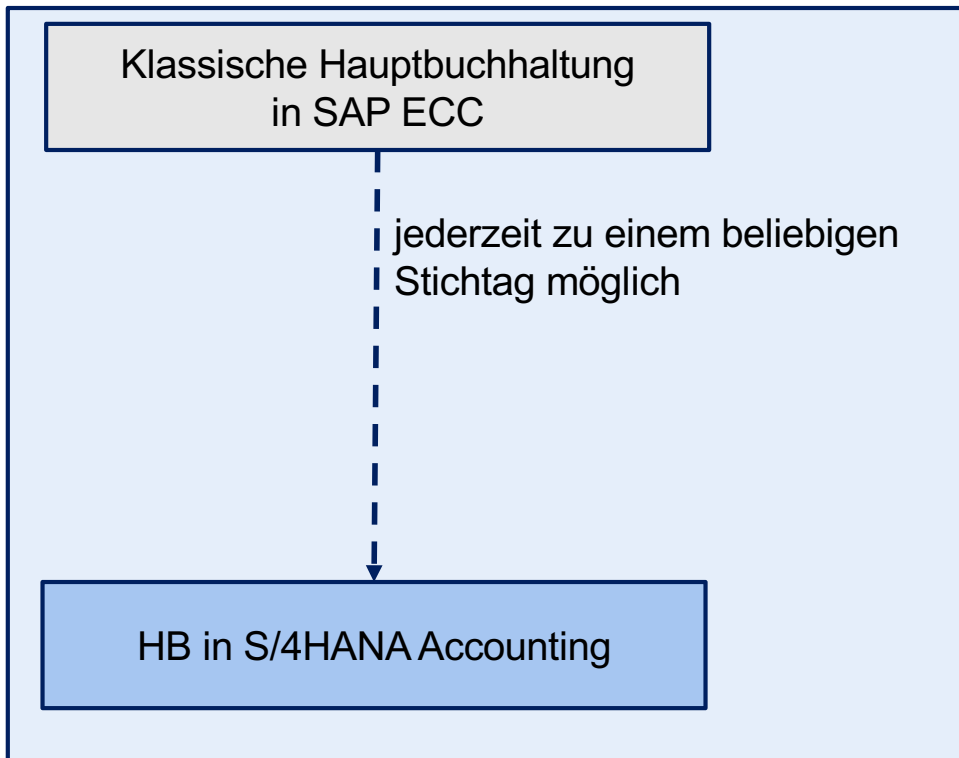 Klassische Hauptbuchhaltung
in SAP ECC
jederzeit zu einem beliebigen
Stichtag möglich
HB in S/4HANA Accounting